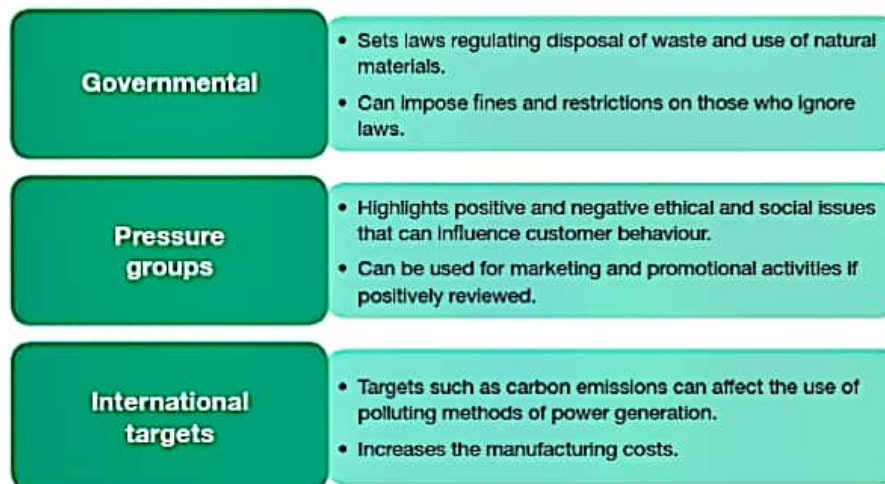 Governmental
• Sets laws regulating disposal of waste and use of natural
materials.
• Can impose fines and restrictions on those who ignore
laws.
Pressure
groups
• Highlights positive and negative ethical and social issues
that can influence customer behaviour.
• Can be used for marketing and promotional activities if
positively reviewed.
International
targets
• Targets such as carbon emissions can affect the use of
polluting methods of power generation.
• Increases the manufacturing costs.